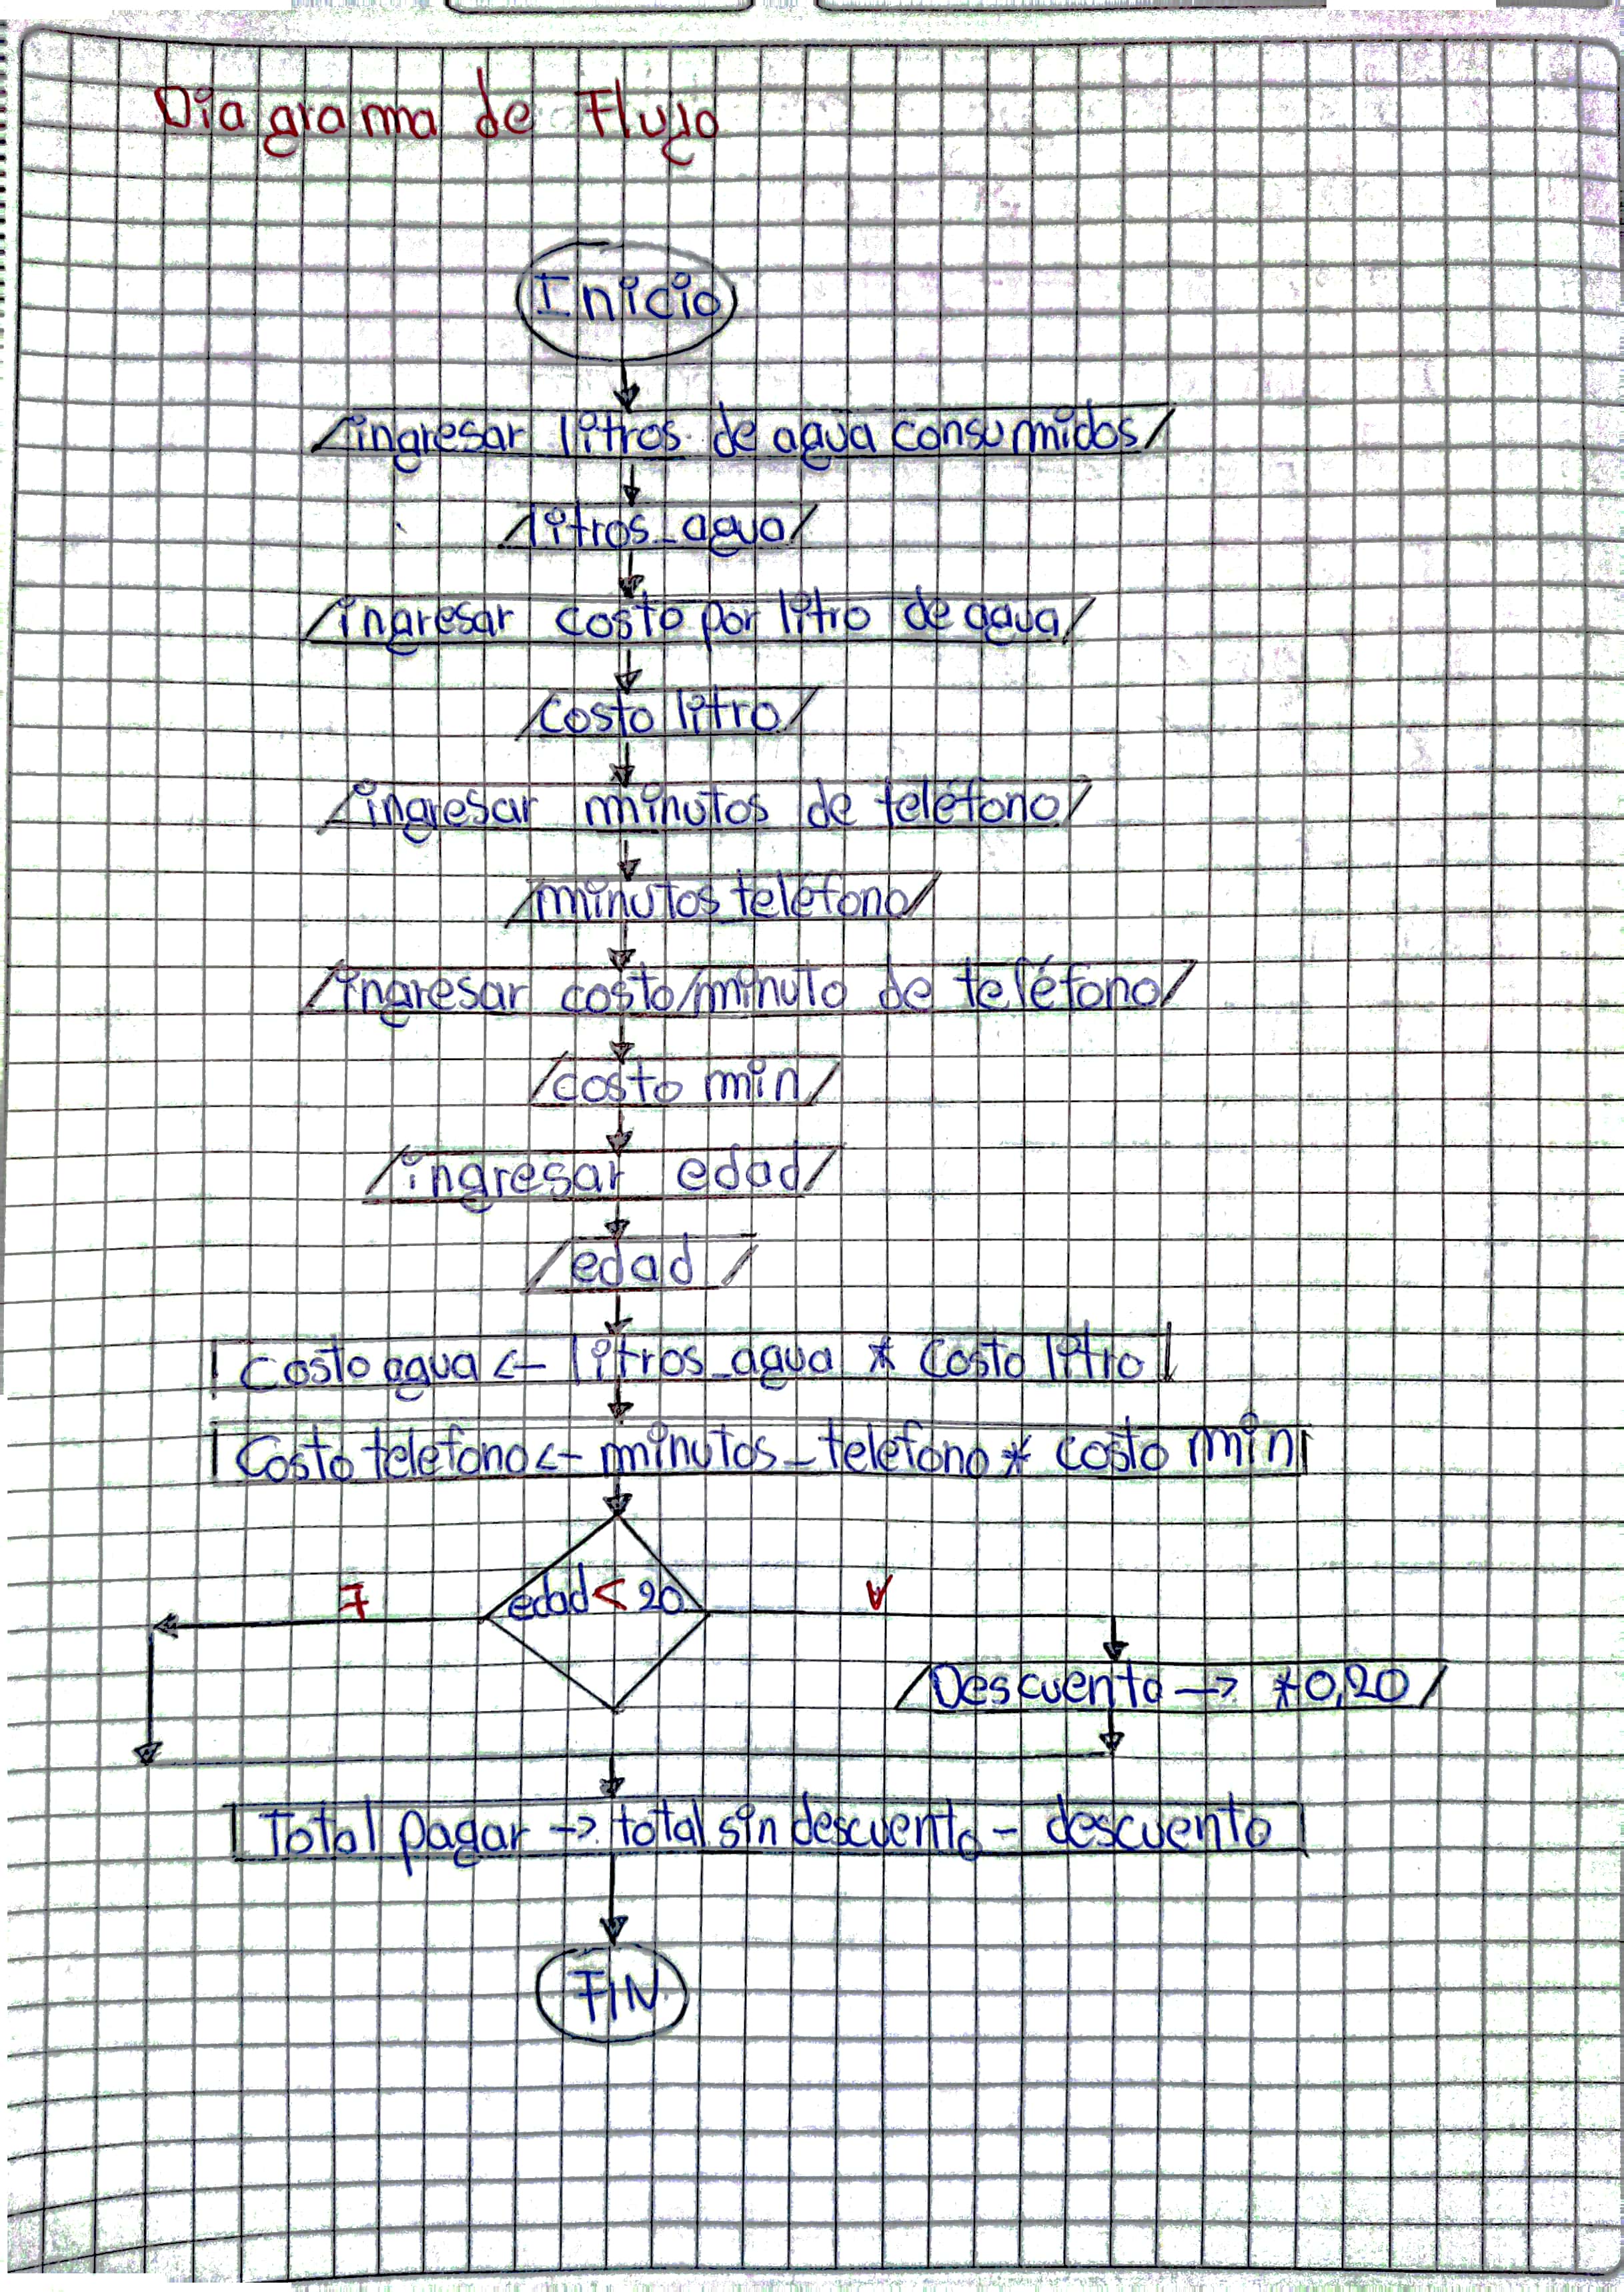 Diagrama de Flujo
Inicio
ingresar litros de agua consumidos
litros_agua
ingresar costo por litro de agua
costo litro
ingresar minutos de teléfono
minutos teléfono
ingresar costo/minuto de teléfono
costo min
ingresar edad
edad
Costo agua <- litros_agua * Costo litro
Costo telefono <- minutos_telefono * costo min
F edad < 20 V
Descuento -> *0,20
Total pagar -> total sin descuento - descuento
FIN